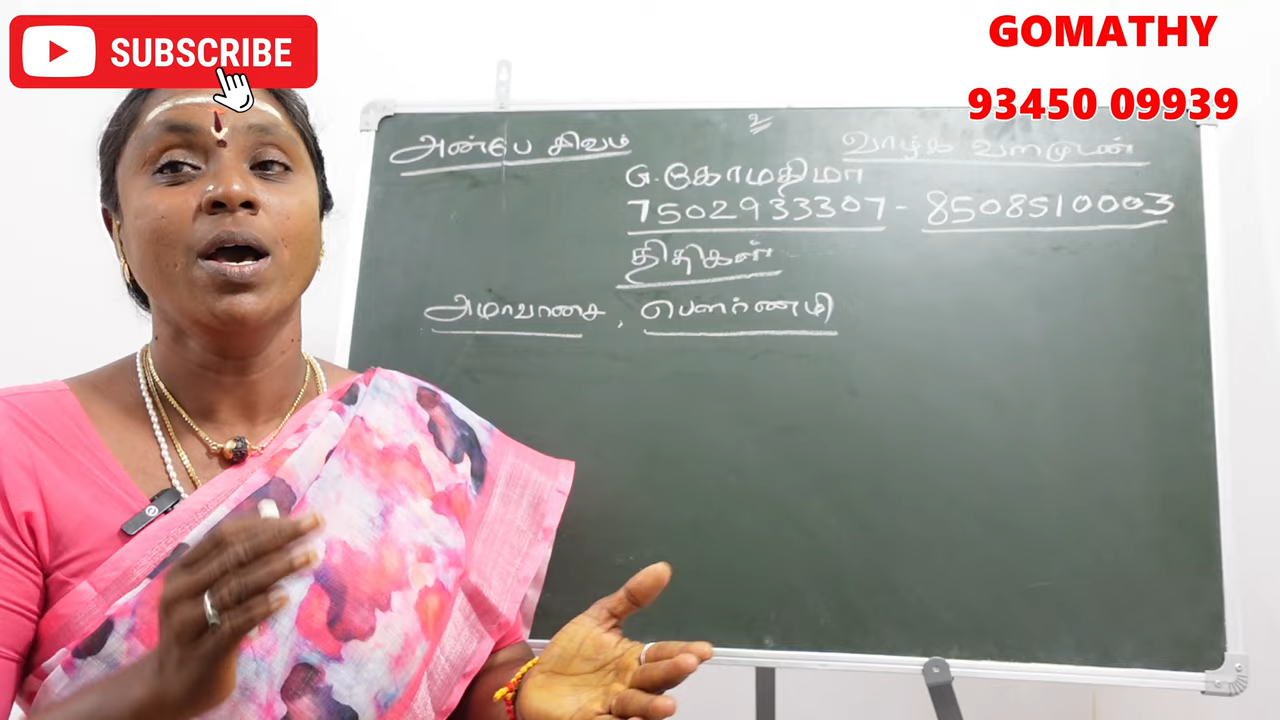 SUBSCRIBE
GOMATHY
93450 09939
உ
அன்பே சிவம்
வாழ்க வளமுடன்
G. கோமதிமா
7502933307 - 8508510003
திதிகள்
அமாவாசை, பௌர்ணமி